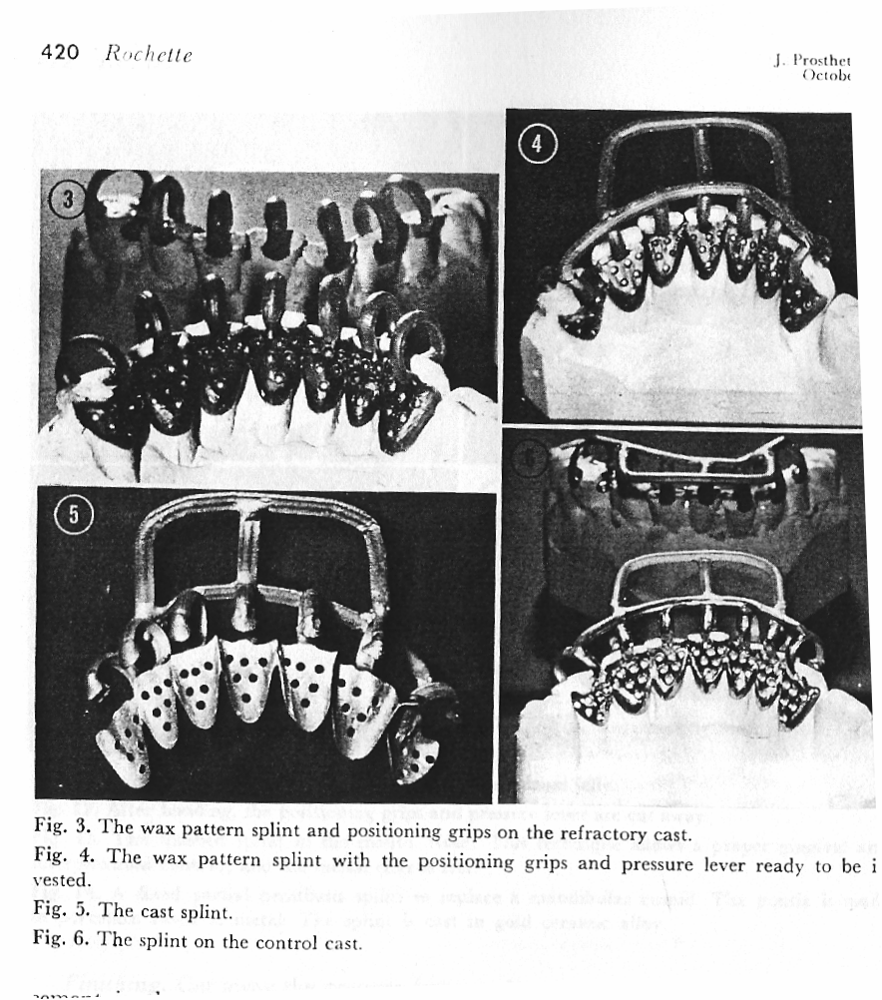 420 Rochette
J. Prosthet
Octobe
3
4
5
6
Fig. 3. The wax pattern splint and positioning grips on the refractory cast.
Fig. 4. The wax pattern splint with the positioning grips and pressure lever ready to be i
vested.
Fig. 5. The cast splint.
Fig. 6. The splint on the control cast.